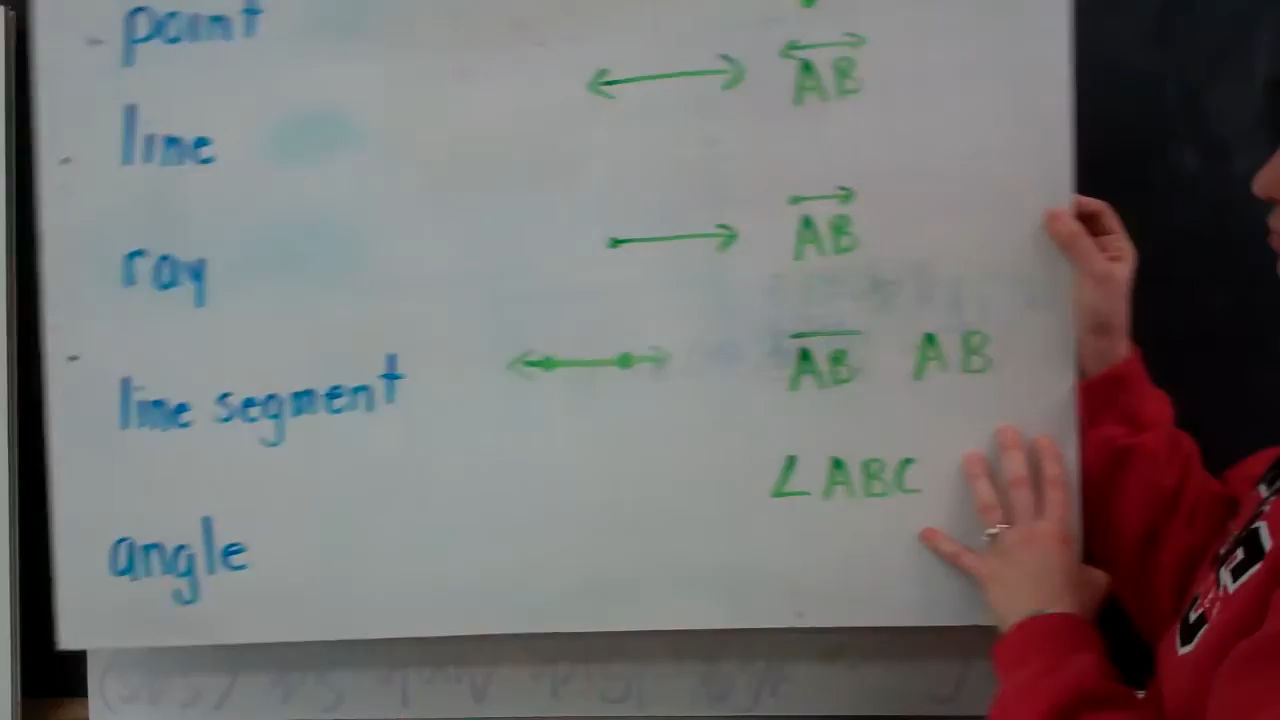 point
line AB
ray AB
line segment AB AB
angle ∠ABC